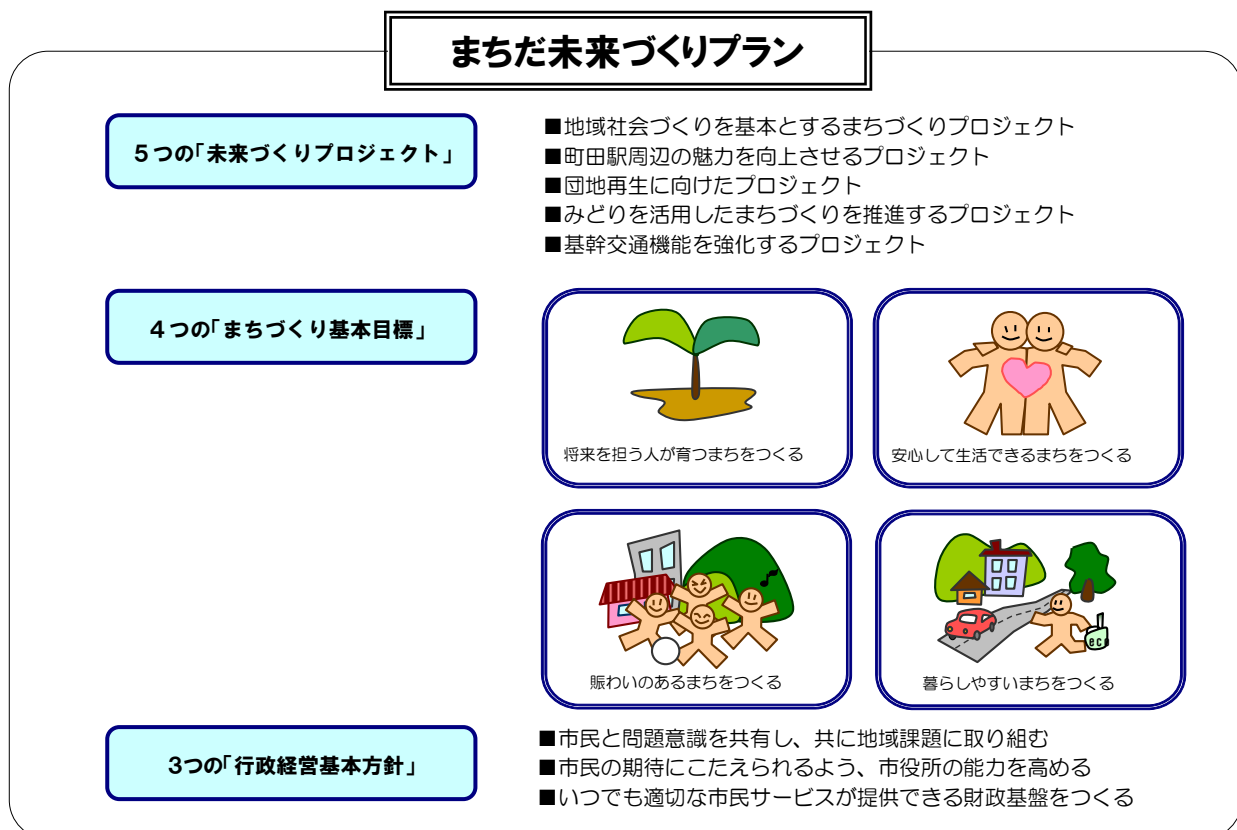 まちだ未来づくりプラン
5つの「未来づくりプロジェクト」
■地域社会づくりを基本とするまちづくりプロジェクト
■町田駅周辺の魅力を向上させるプロジェクト
■団地再生に向けたプロジェクト
■みどりを活用したまちづくりを推進するプロジェクト
■基幹交通機能を強化するプロジェクト
4つの「まちづくり基本目標」
将来を担う人が育つまちをつくる
安心して生活できるまちをつくる
eco
賑わいのあるまちをつくる
暮らしやすいまちをつくる
3つの「行政経営基本方針」
■市民と問題意識を共有し、共に地域課題に取り組む
■市民の期待にこたえられるよう、市役所の能力を高める
■いつでも適切な市民サービスが提供できる財政基盤をつくる